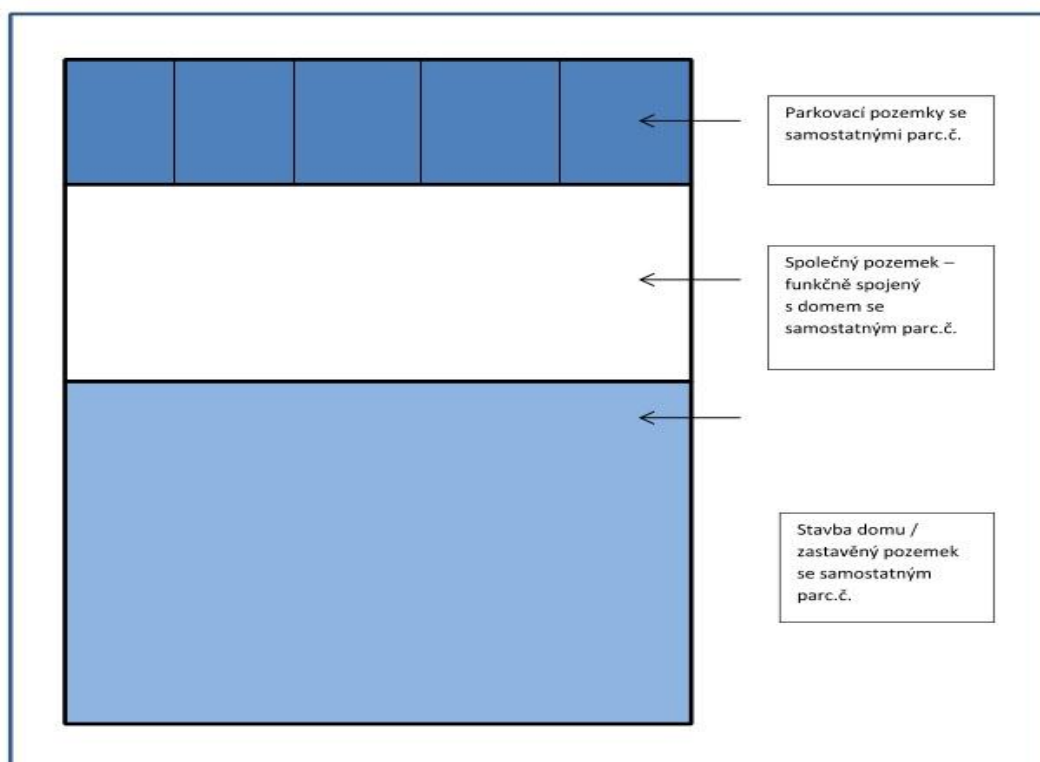 Parkovací pozemky se
samostatnými parc.č.
Společný pozemek –
funkčně spojený
s domem se
samostatným parc.č.
Stavba domu /
zastavěný pozemek
se samostatným
parc.č.